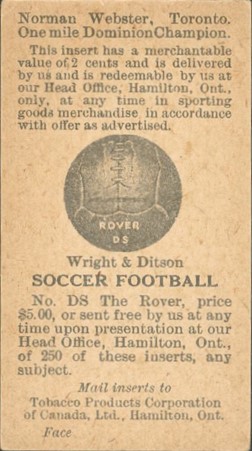 Norman Webster, Toronto.
One mile Dominion Champion.
This insert has a merchantable
value of 2 cents and is delivered
by us and is redeemable by us at
our Head Office, Hamilton, Ont.,
only, at any time in sporting
goods merchandise in accordance
with offer as advertised.
ROVER
DS
Wright & Ditson
SOCCER FOOTBALL
No. DS The Rover, price
$5.00, or sent free by us at any
time upon presentation at our
Head Office, Hamilton, Ont.,
of 250 of these inserts, any
subject.
Mail inserts to
Tobacco Products Corporation
of Canada, Ltd., Hamilton, Ont.
Face